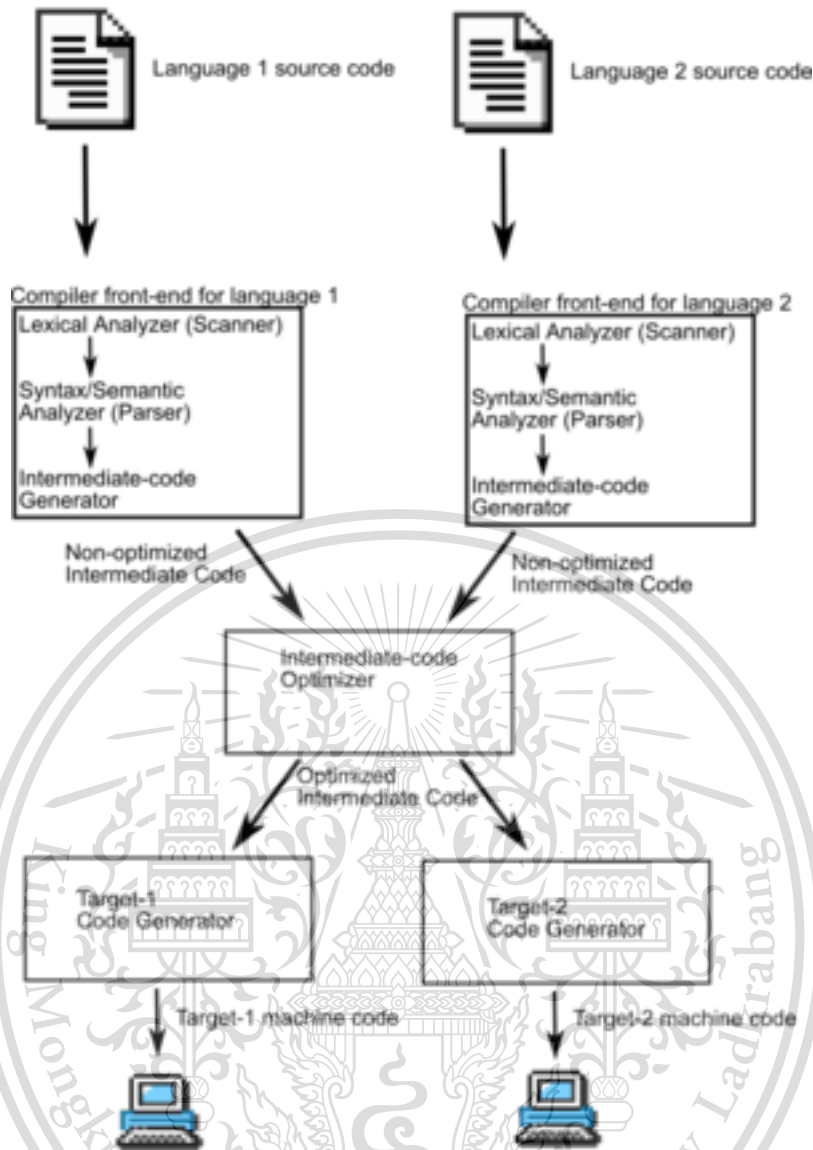 Language 1 source code
Language 2 source code
Compiler front-end for language 1
Lexical Analyzer (Scanner)
Syntax/Semantic
Analyzer (Parser)
Intermediate-code
Generator
Compiler front-end for language 2
Lexical Analyzer (Scanner)
Syntax/Semantic
Analyzer (Parser)
Intermediate-code
Generator
Non-optimized
Intermediate Code
Non-optimized
Intermediate Code
Intermediate-code
Optimizer
Optimized
Intermediate Code
Target-1
Code Generator
Target-2
Code Generator
Target-1 machine code
Target-2 machine code
King Mongk
y Ladkrabang